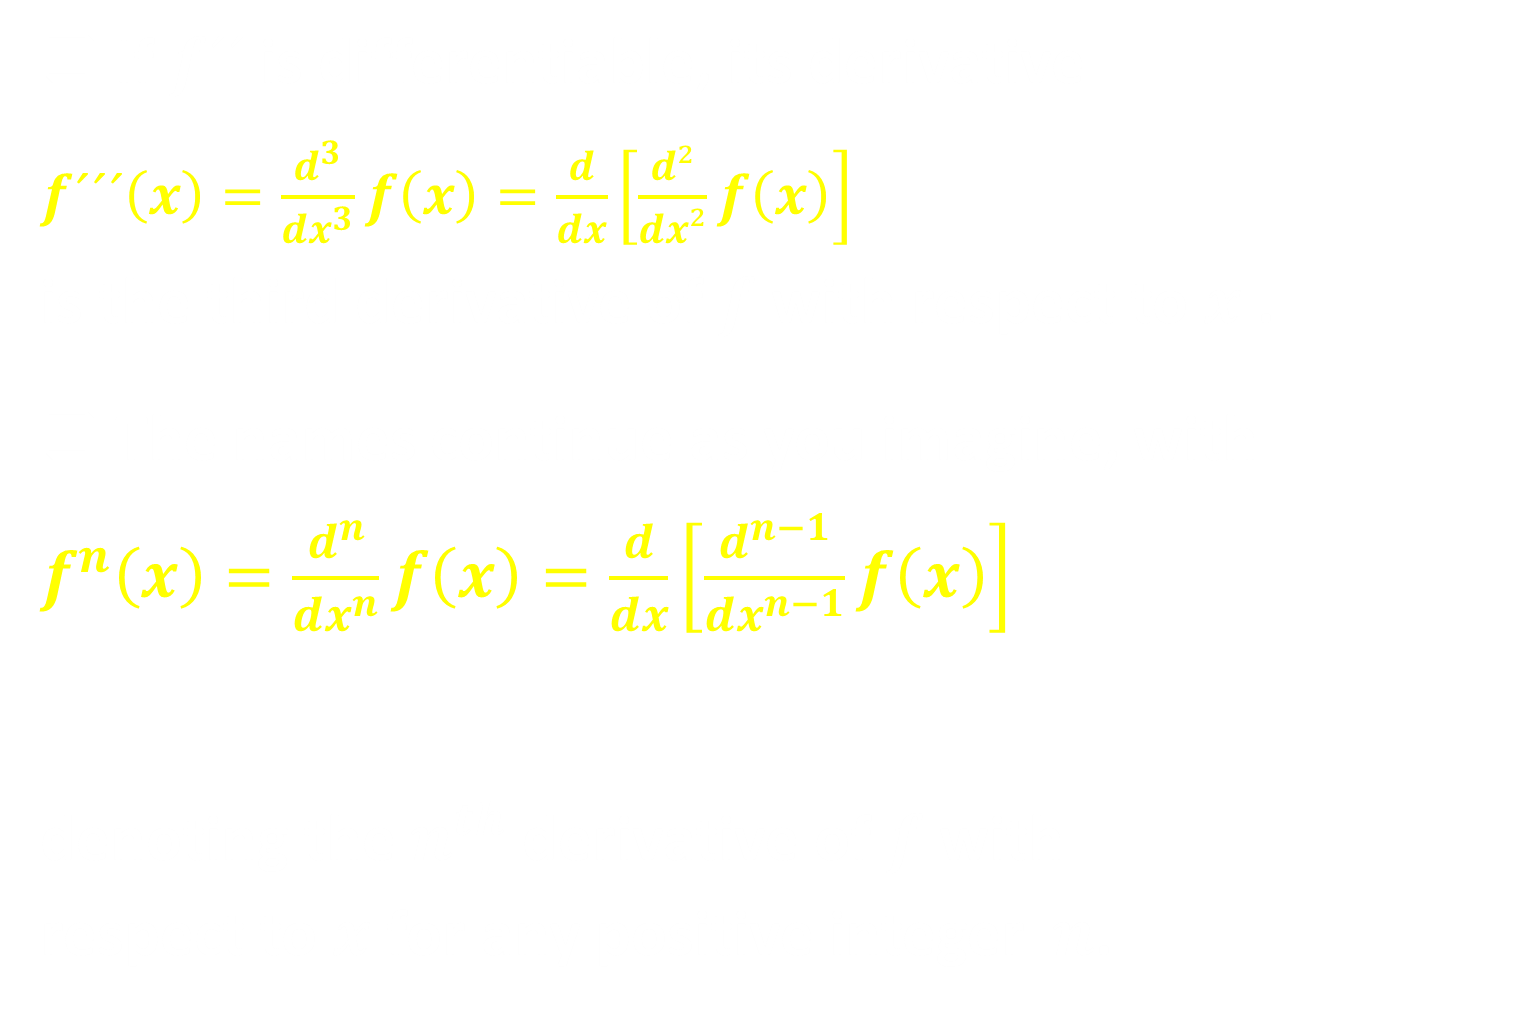 f′′′(x) = d³/dx³ f(x) = d/dx [d²/dx² f(x)]
fⁿ(x) = dⁿ/dxⁿ f(x) = d/dx [dⁿ⁻¹/dxⁿ⁻¹ f(x)]